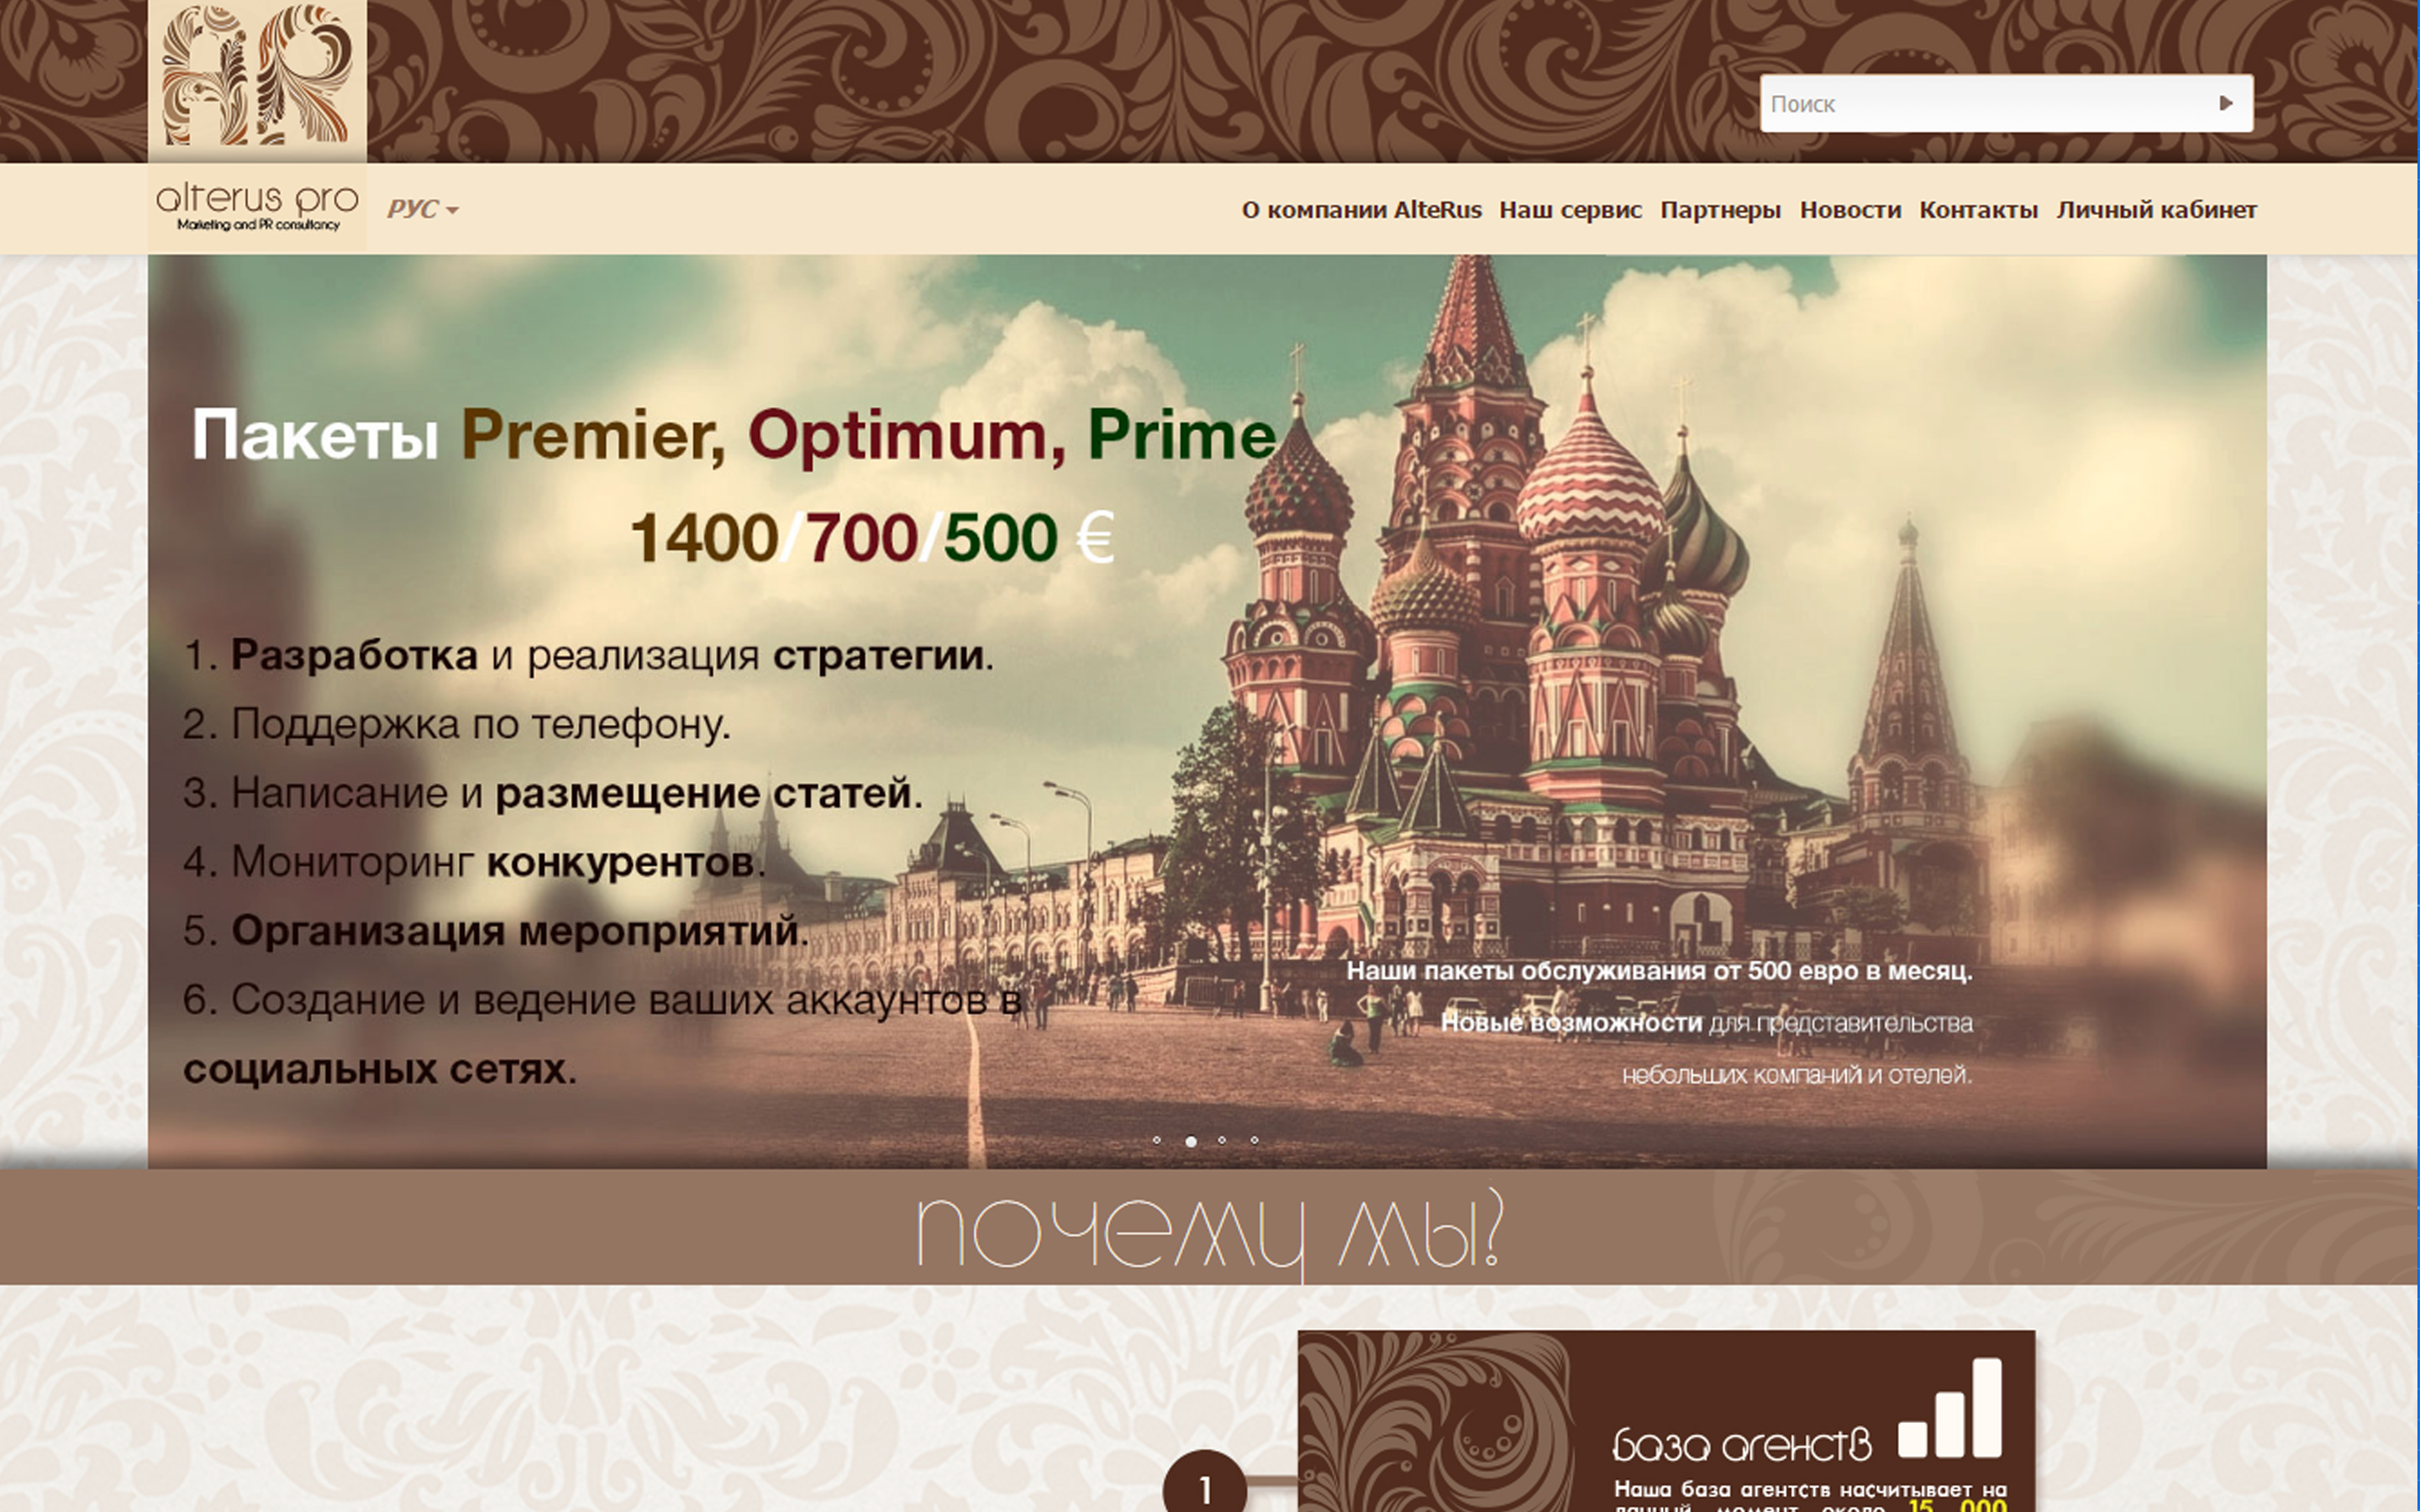 AR
Поиск
alterus pro
Marketing and PR consultancy
РУС
О компании AlteRus Наш сервис Партнеры Новости Контакты Личный кабинет
Пакеты Premier, Optimum, Prime
1400/700/500 €
1. Разработка и реализация стратегии.
2. Поддержка по телефону.
3. Написание и размещение статей.
4. Мониторинг конкурентов.
5. Организация мероприятий.
6. Создание и ведение ваших аккаунтов в
социальных сетях.
Наши пакеты обслуживания от 500 евро в месяц.
Новые возможности для представительства
небольших компаний и отелей.
почему мы?
1
база агенств
Наша база агентств насчитывает на
данный момент около 15 000